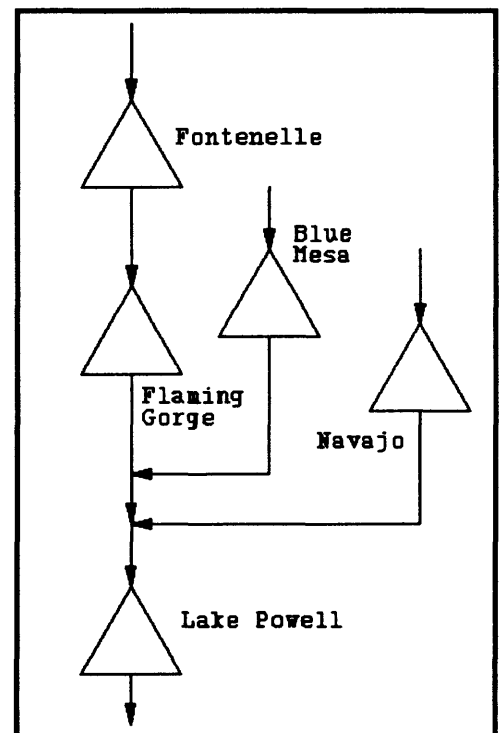 Fontenelle
Blue
Mesa
Flaming
Gorge
Navajo
Lake Powell